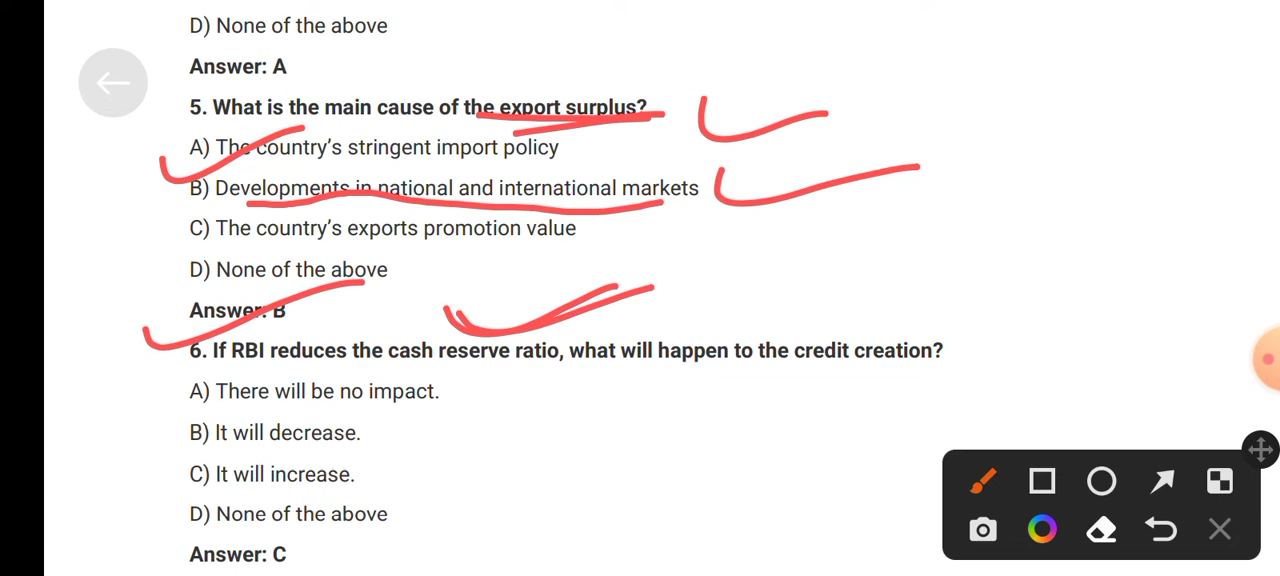 D) None of the above
Answer: A
5. What is the main cause of the export surplus?
A) The country's stringent import policy
B) Developments in national and international markets
C) The country's exports promotion value
D) None of the above
Answer: B
6. If RBI reduces the cash reserve ratio, what will happen to the credit creation?
A) There will be no impact.
B) It will decrease.
C) It will increase.
D) None of the above
Answer: C